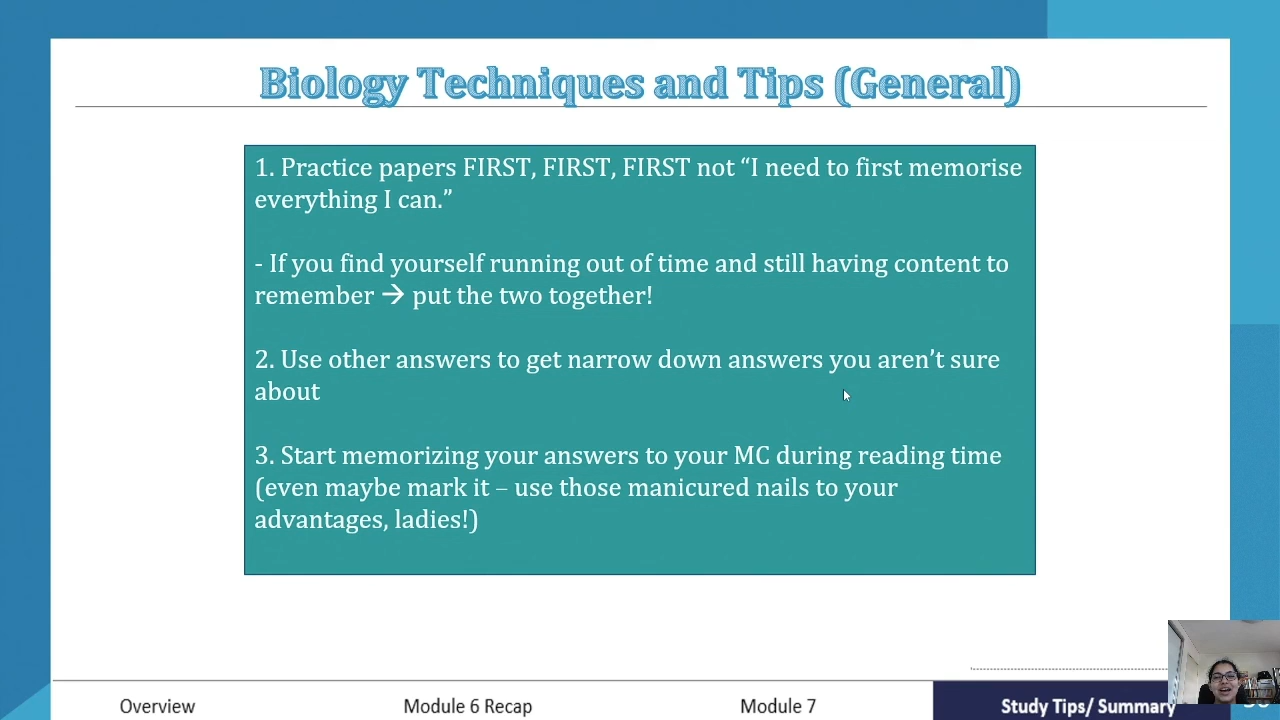 Biology Techniques and Tips (General)
1. Practice papers FIRST, FIRST, FIRST not “I need to first memorise
everything I can.”
- If you find yourself running out of time and still having content to
remember → put the two together!
2. Use other answers to get narrow down answers you aren’t sure
about
3. Start memorizing your answers to your MC during reading time
(even maybe mark it – use those manicured nails to your
advantages, ladies!)
Overview
Module 6 Recap
Module 7
Study Tips/ Summary